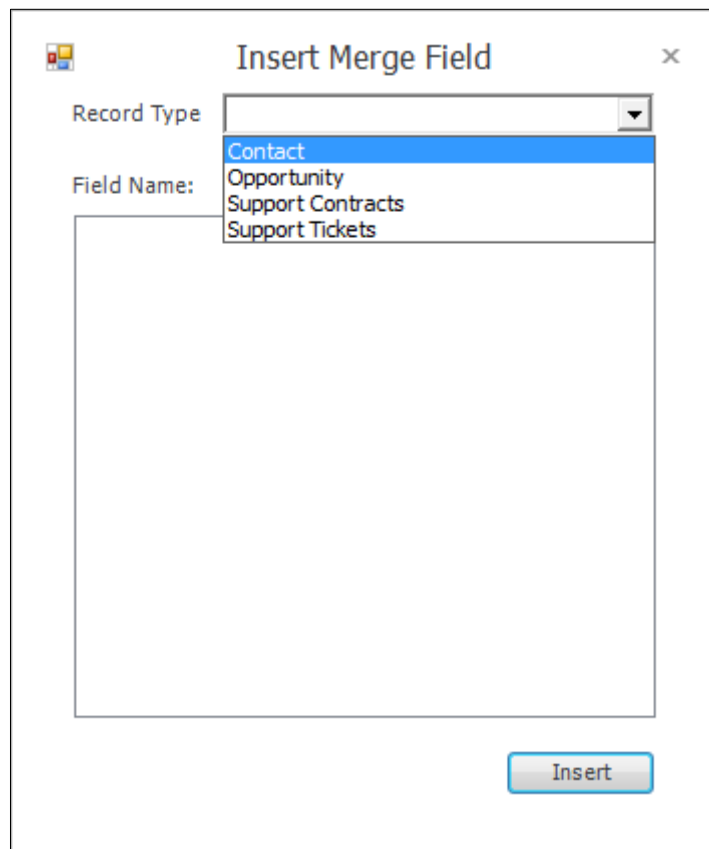 Insert Merge Field
Record Type
Contact
Opportunity
Field Name:
Support Contracts
Support Tickets
Insert